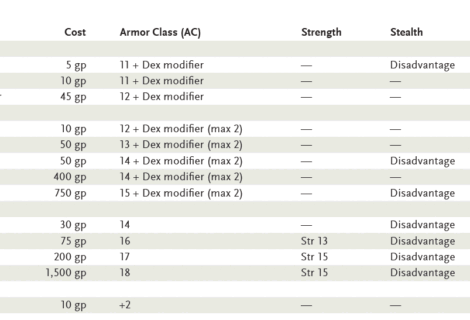 Cost Armor Class (AC) Strength Stealth
5 gp 11 + Dex modifier — Disadvantage
10 gp 11 + Dex modifier — —
45 gp 12 + Dex modifier — —
10 gp 12 + Dex modifier (max 2) — —
50 gp 13 + Dex modifier (max 2) — —
50 gp 14 + Dex modifier (max 2) — Disadvantage
400 gp 14 + Dex modifier (max 2) — —
750 gp 15 + Dex modifier (max 2) — Disadvantage
30 gp 14 — Disadvantage
75 gp 16 Str 13 Disadvantage
200 gp 17 Str 15 Disadvantage
1,500 gp 18 Str 15 Disadvantage
10 gp +2 — —